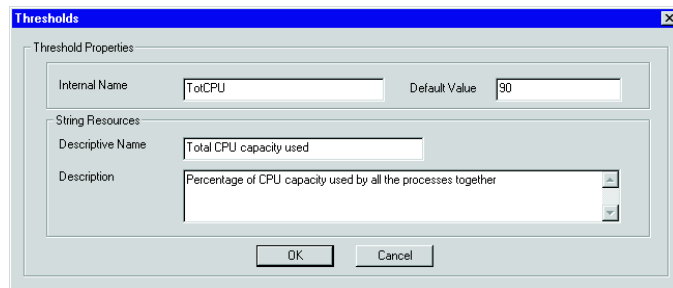 Thresholds
Threshold Properties
Internal Name TotCPU Default Value 90
String Resources
Descriptive Name Total CPU capacity used
Description Percentage of CPU capacity used by all the processes together
OK Cancel